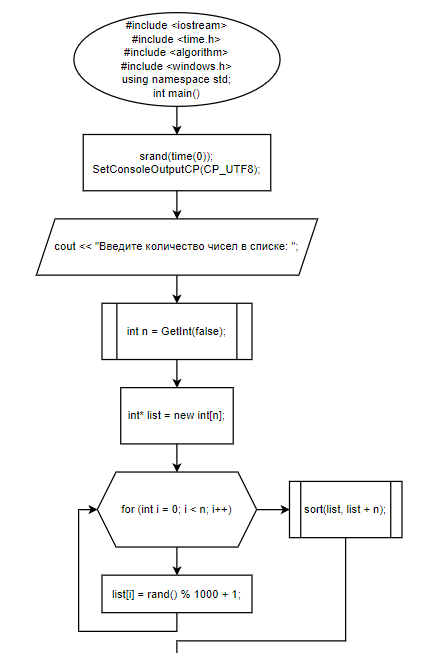 #include <iostream>
#include <time.h>
#include <algorithm>
#include <windows.h>
using namespace std;
int main()
srand(time(0));
SetConsoleOutputCP(CP_UTF8);
cout << "Введите количество чисел в списке: ";
int n = GetInt(false);
int* list = new int[n];
for (int i = 0; i < n; i++)
sort(list, list + n);
list[i] = rand() % 1000 + 1;